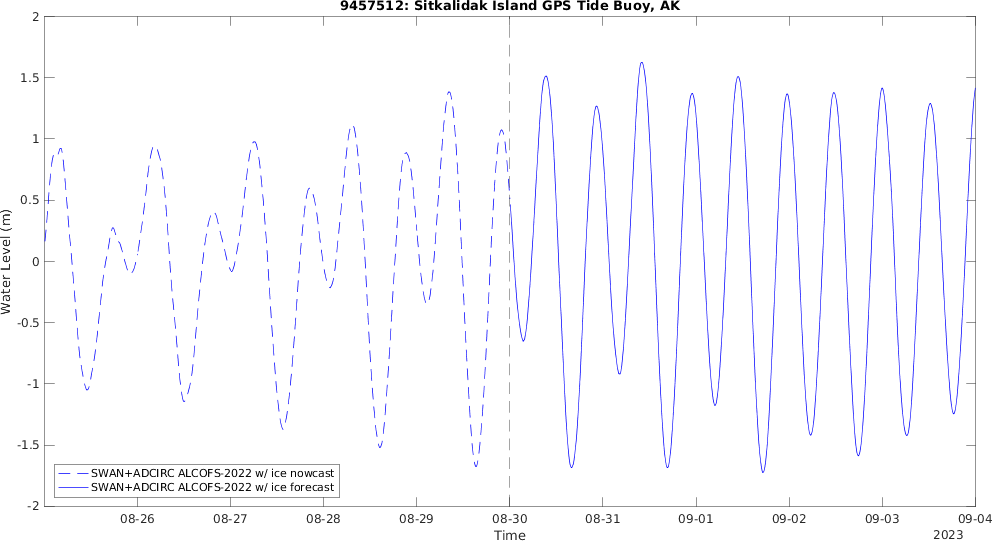 9457512: Sitkalidak Island GPS Tide Buoy, AK
2
1.5
1
0.5
0
-0.5
-1
-1.5
-2
Water Level (m)
SWAN+ADCIRC ALCOFS-2022 w/ ice nowcast
SWAN+ADCIRC ALCOFS-2022 w/ ice forecast
08-26 08-27 08-28 08-29 08-30 08-31 09-01 09-02 09-03 09-04
Time
2023